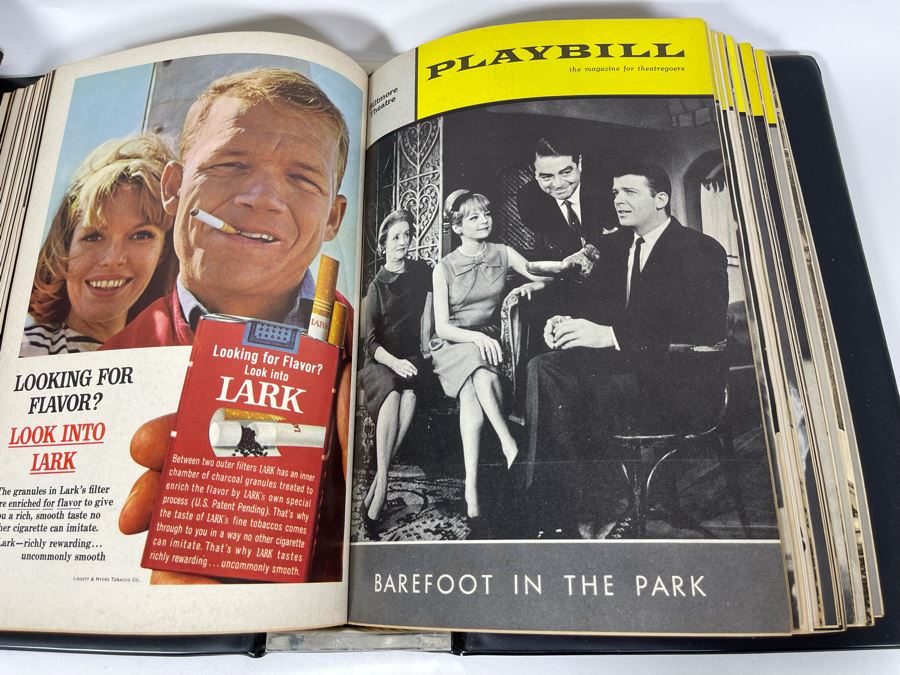 LOOKING FOR
FLAVOR?
LOOK INTO
LARK
The granules in Lark's filter
are enriched for flavor to give
you a rich, smooth taste no
other cigarette can imitate.
Lark—richly rewarding...
uncommonly smooth
LIGGETT & MYERS TOBACCO CO.
LARK
Looking for Flavor?
Look into
LARK
Between two outer filters LARK has an inner
chamber of charcoal granules treated to
enrich the flavor by LARK's own special
process (U.S. Patent Pending). That's why
the taste of LARK's fine tobaccos comes
through to you in a way no other cigarette
can imitate. That's why LARK tastes
richly rewarding...uncommonly smooth.
Biltmore
Theatre
PLAYBILL
the magazine for theatregoers
BAREFOOT IN THE PARK